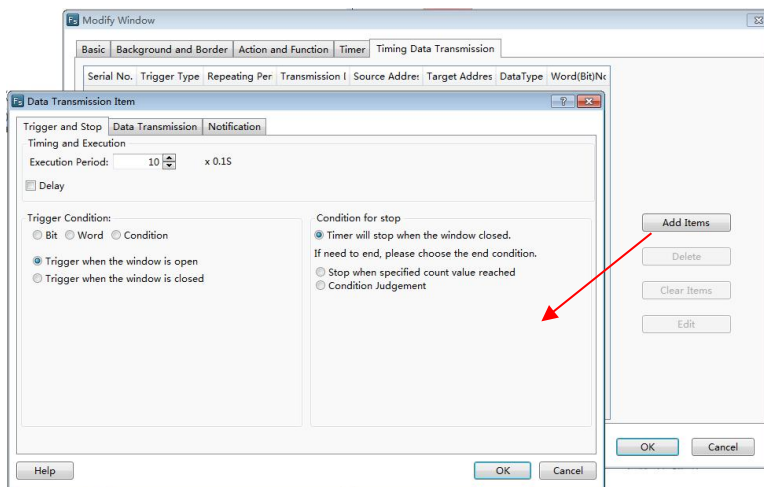 Modify Window
Basic Background and Border Action and Function Timer Timing Data Transmission
Serial No. Trigger Type Repeating Per Transmission I Source Addres Target Addres DataType Word(Bit)No
Data Transmission Item
Trigger and Stop Data Transmission Notification
Timing and Execution
Execution Period: 10 x 0.1S
Delay
Trigger Condition:
Bit Word Condition
Trigger when the window is open
Trigger when the window is closed
Condition for stop
Timer will stop when the window closed.
If need to end, please choose the end condition.
Stop when specified count value reached
Condition Judgement
Add Items
Delete
Clear Items
Edit
OK Cancel
Help OK Cancel